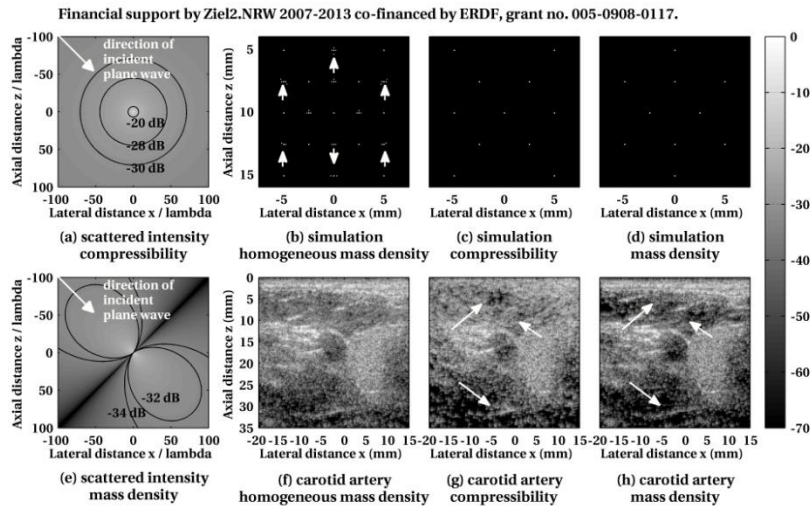 Financial support by Ziel2.NRW 2007-2013 co-financed by ERDF, grant no. 005-0908-0117.
-100
-50
0
50
100
Axial distance z / lambda
direction of
incident
plane wave
-20 dB
-28 dB
-30 dB
-100 -50 0 50 100
Lateral distance x / lambda
(a) scattered intensity
compressibility
5
10
15
Axial distance z (mm)
-5 0 5
Lateral distance x (mm)
(b) simulation
homogeneous mass density
-5 0 5
Lateral distance x (mm)
(c) simulation
compressibility
-5 0 5
Lateral distance x (mm)
(d) simulation
mass density
0
-10
-20
-30
-40
-50
-60
-70
-100
-50
0
50
100
Axial distance z / lambda
direction of
incident
plane wave
-32 dB
-34 dB
-100 -50 0 50 100
Lateral distance x / lambda
(e) scattered intensity
mass density
0
5
10
15
20
25
30
35
Axial distance z (mm)
-20 -15 -10 -5 0 5 10 15
Lateral distance x (mm)
(f) carotid artery
homogeneous mass density
-20 -15 -10 -5 0 5 10 15
Lateral distance x (mm)
(g) carotid artery
compressibility
-20 -15 -10 -5 0 5 10 15
Lateral distance x (mm)
(h) carotid artery
mass density